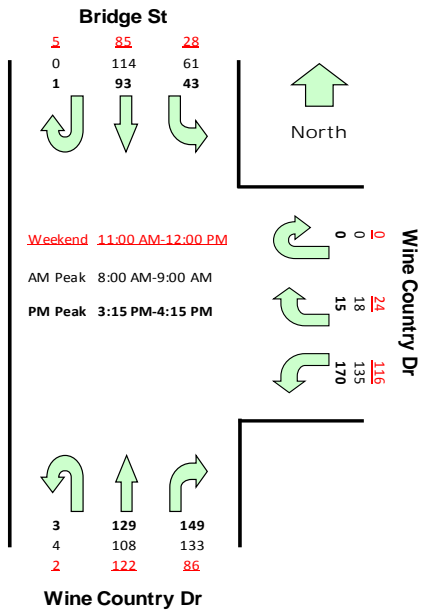 Bridge St
5 85 28
0 114 61
1 93 43
North
Weekend 11:00 AM-12:00 PM
AM Peak 8:00 AM-9:00 AM
PM Peak 3:15 PM-4:15 PM
0 0 0
15 18 24
170 135 116
Wine Country Dr
3 129 149
4 108 133
2 122 86
Wine Country Dr